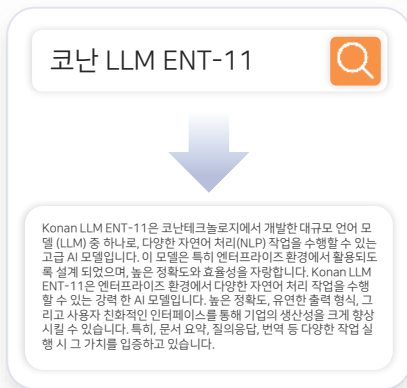 코난 LLM ENT-11
Konan LLM ENT-11은 코난테크놀로지에서 개발한 대규모 언어 모
델 (LLM) 중 하나로, 다양한 자연어 처리(NLP) 작업을 수행할 수 있는
고급 AI 모델입니다. 이 모델은 특히 엔터프라이즈 환경에서 활용되도
록 설계 되었으며, 높은 정확도와 효율성을 자랑합니다. Konan LLM
ENT-11은 엔터프라이즈 환경에서 다양한 자연어 처리 작업을 수행
할 수 있는 강력 한 AI 모델입니다. 높은 정확도, 유연한 출력 형식, 그
리고 사용자 친화적인 인터페이스를 통해 기업의 생산성을 크게 향상
시킬 수 있습니다. 특히, 문서 요약, 질의응답, 번역 등 다양한 작업 실
행 시 그 가치를 입증하고 있습니다.